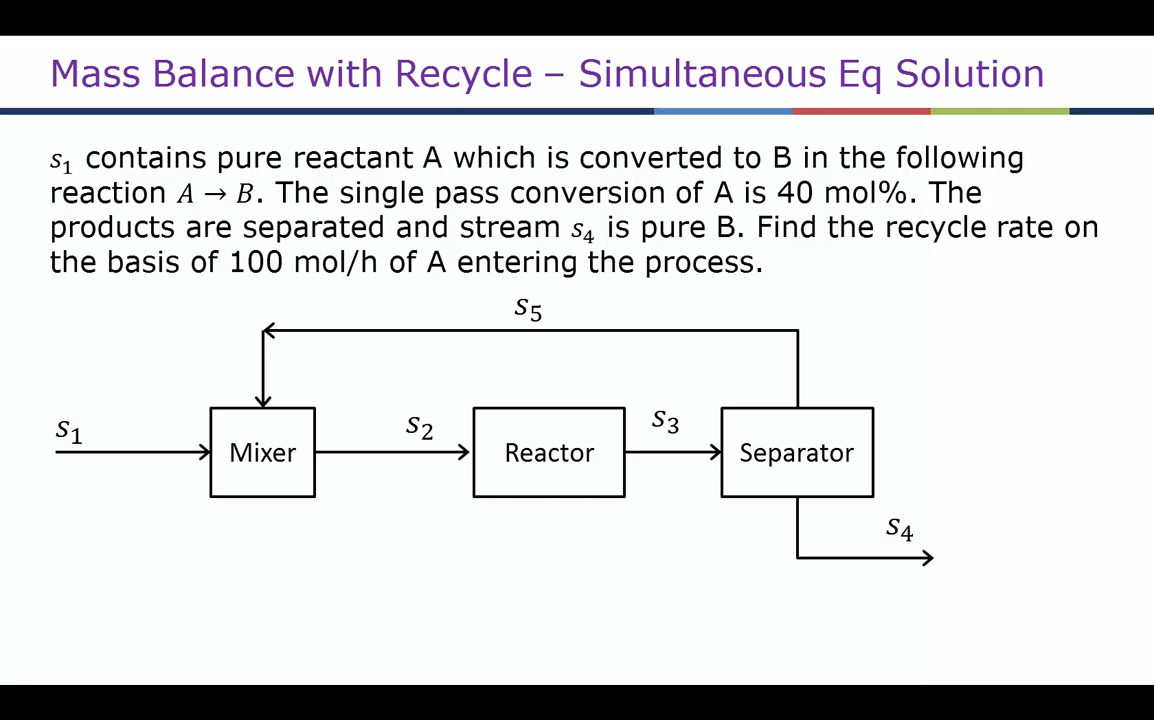 Mass Balance with Recycle – Simultaneous Eq Solution
s₁ contains pure reactant A which is converted to B in the following
reaction A → B. The single pass conversion of A is 40 mol%. The
products are separated and stream s₄ is pure B. Find the recycle rate on
the basis of 100 mol/h of A entering the process.
s₅
s₁
s₂
s₃
Mixer
Reactor
Separator
s₄